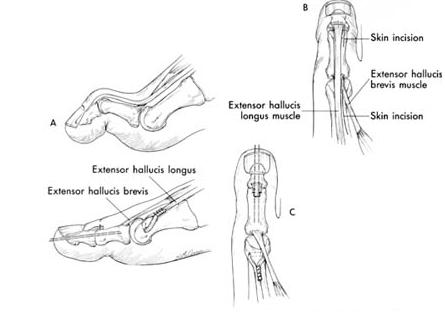 B
Skin incision
Extensor hallucis
brevis muscle
Extensor hallucis
longus muscle
Skin incision
A
Extensor hallucis longus
Extensor hallucis brevis
C